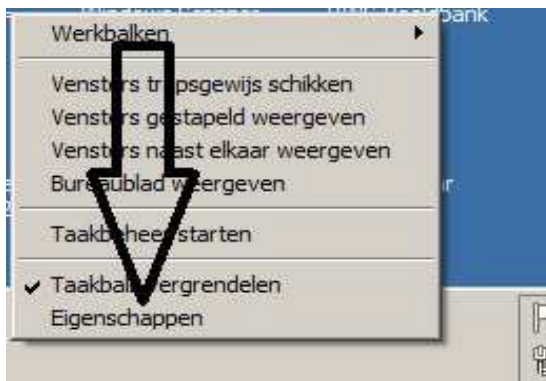 Werkbalken
Vensters trapsgewijs schikken
Vensters gestapeld weergeven
Vensters naast elkaar weergeven
Bureaublad weergeven
Taakbeheer starten
Taakbalk vergrendelen
Eigenschappen